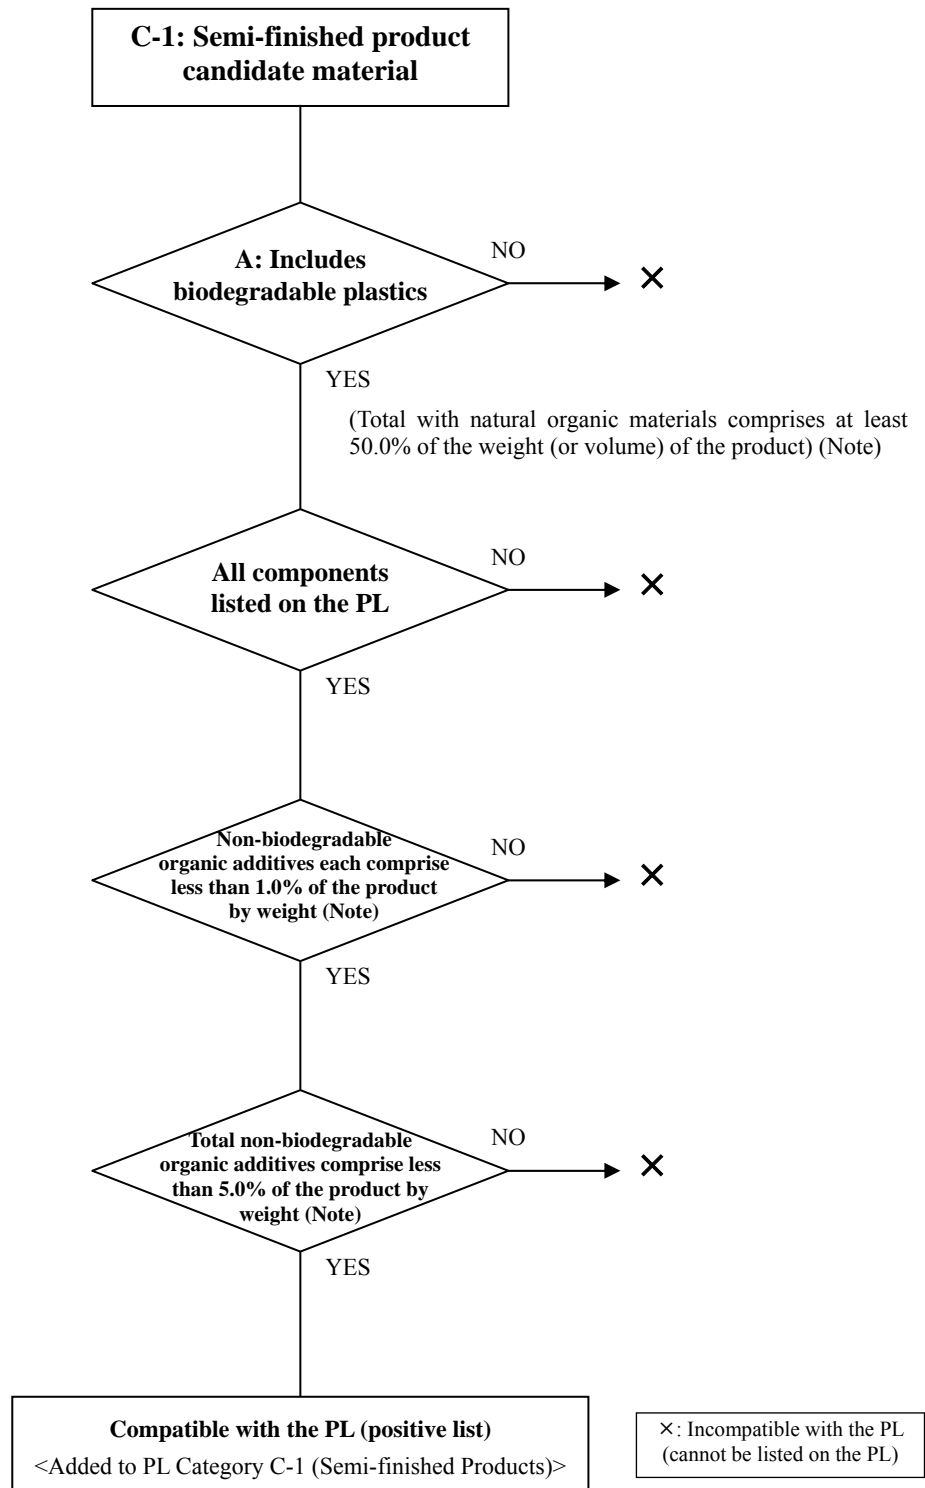 C-1: Semi-finished product
candidate material
A: Includes
biodegradable plastics
NO
×
YES
(Total with natural organic materials comprises at least
50.0% of the weight (or volume) of the product) (Note)
All components
listed on the PL
NO
×
YES
Non-biodegradable
organic additives each comprise
less than 1.0% of the product
by weight (Note)
NO
×
YES
Total non-biodegradable
organic additives comprise less
than 5.0% of the product by
weight (Note)
NO
×
YES
Compatible with the PL (positive list)
<Added to PL Category C-1 (Semi-finished Products)>
×: Incompatible with the PL
(cannot be listed on the PL)